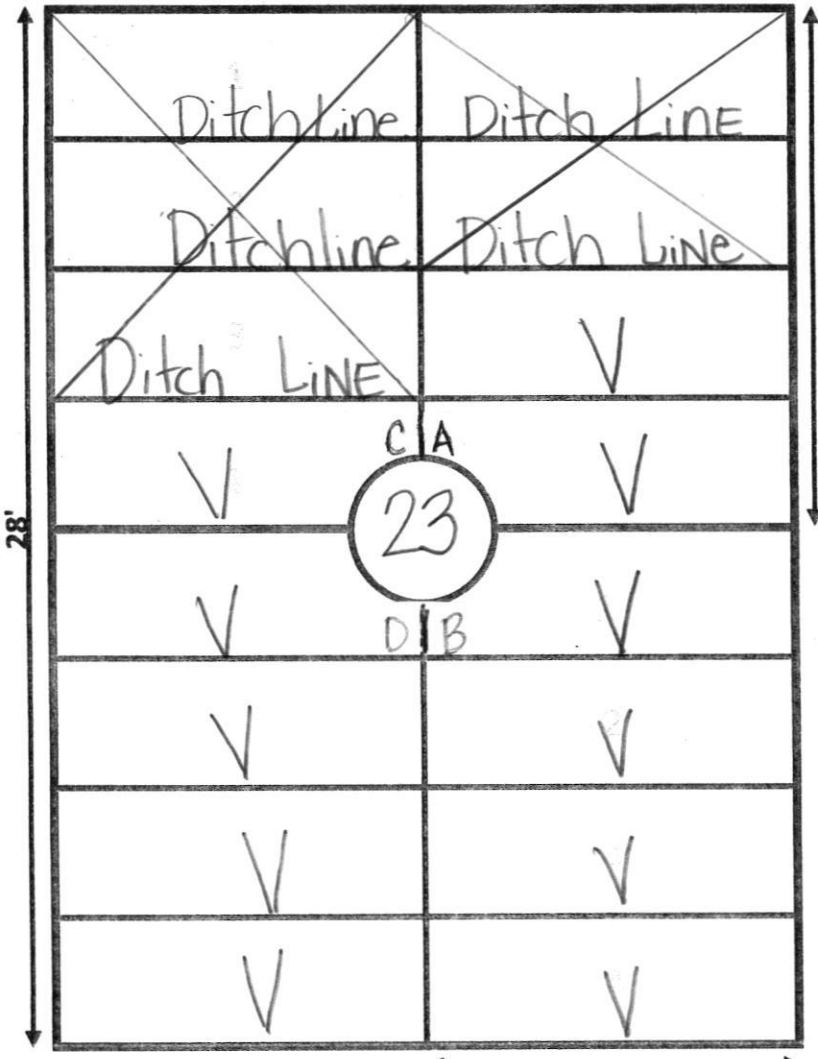 Ditch Line Ditch LinE
Ditchline Ditch LiNe
Ditch LiNE V
C A
V V
23
28'
V V
D B
V V
V V
V V